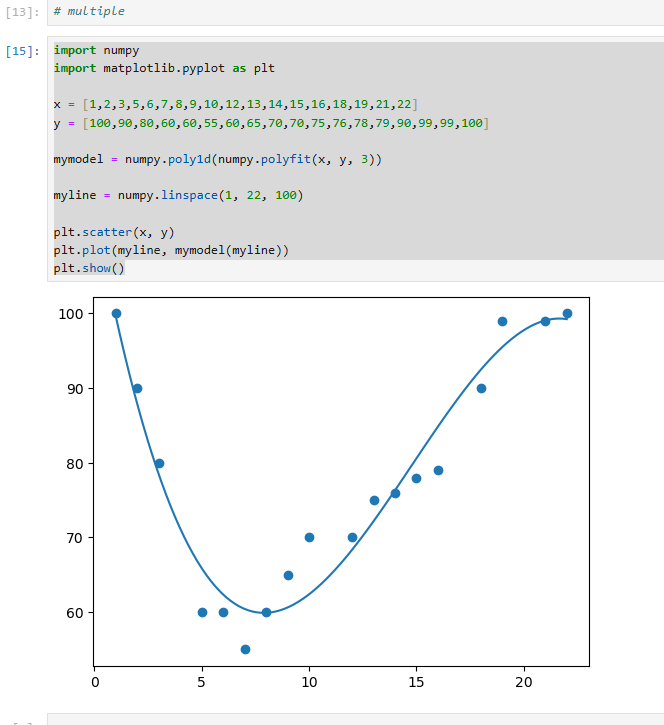 [13]: # multiple
[15]: import numpy
import matplotlib.pyplot as plt
x = [1,2,3,5,6,7,8,9,10,12,13,14,15,16,18,19,21,22]
y = [100,90,80,60,60,55,60,65,70,70,75,76,78,79,90,99,99,100]
mymodel = numpy.poly1d(numpy.polyfit(x, y, 3))
myline = numpy.linspace(1, 22, 100)
plt.scatter(x, y)
plt.plot(myline, mymodel(myline))
plt.show()
100
90
80
70
60
0 5 10 15 20